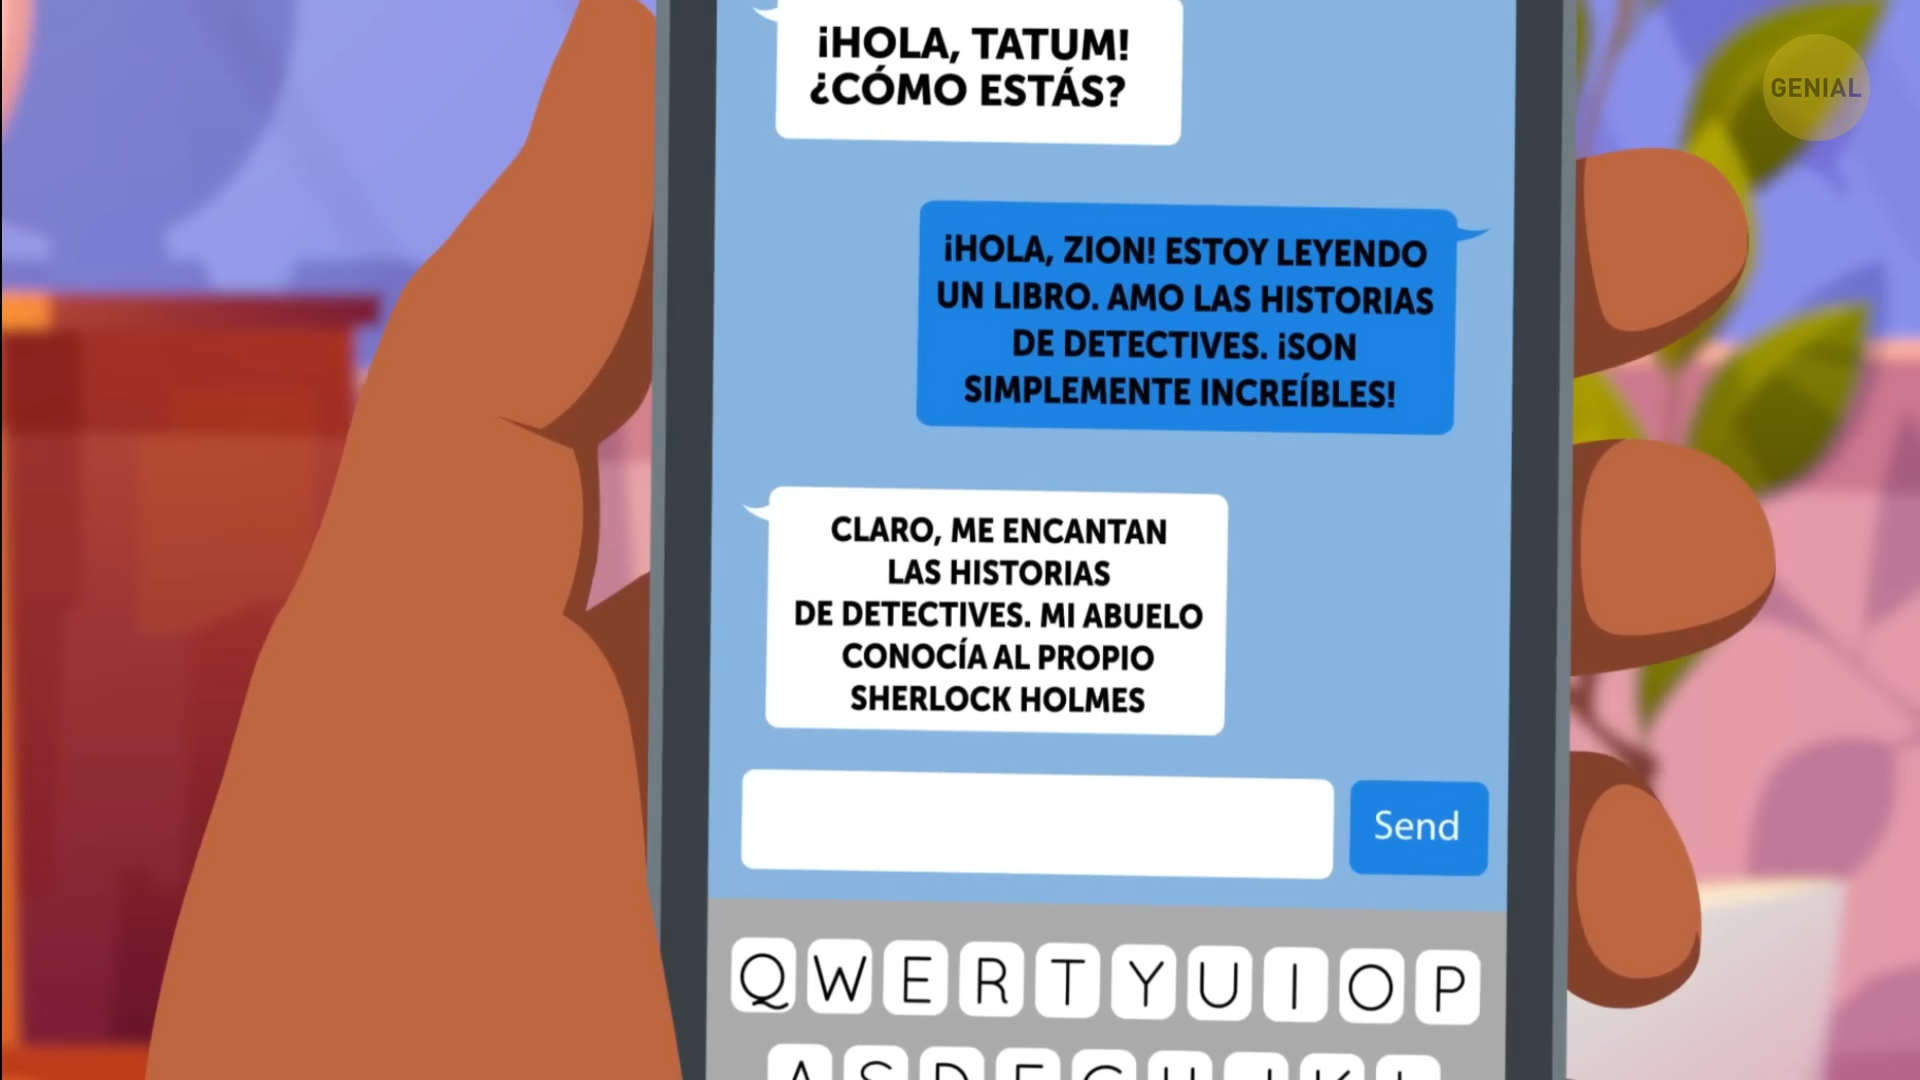 ¡HOLA, TATUM!
¿CÓMO ESTÁS?
GENIAL
¡HOLA, ZION! ESTOY LEYENDO
UN LIBRO. AMO LAS HISTORIAS
DE DETECTIVES. ¡SON
SIMPLEMENTE INCREÍBLES!
CLARO, ME ENCANTAN
LAS HISTORIAS
DE DETECTIVES. MI ABUELO
CONOCÍA AL PROPIO
SHERLOCK HOLMES
Send
Q W E R T Y U I O P
A S D F G H J K L